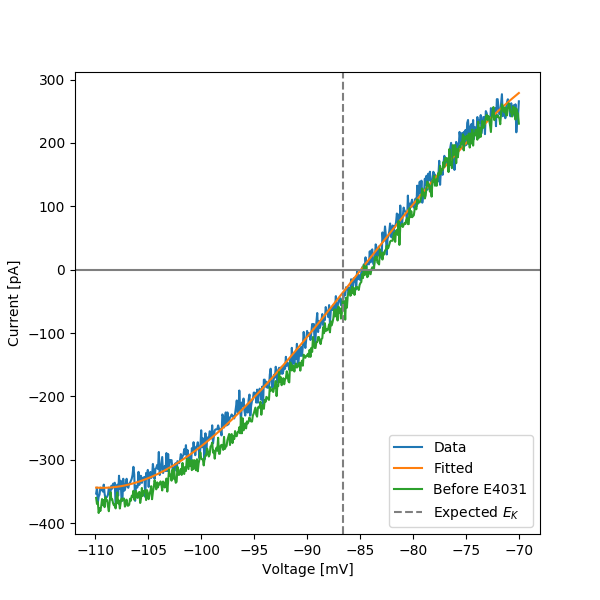 300
200
100
0
−100
−200
−300
−400
Current [pA]
−110 −105 −100 −95 −90 −85 −80 −75 −70
Voltage [mV]
Data
Fitted
Before E4031
Expected E_K